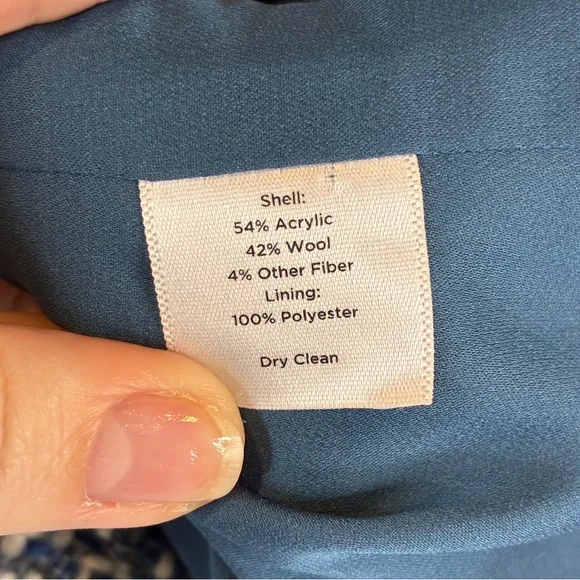 Shell:
54% Acrylic
42% Wool
4% Other Fiber
Lining:
100% Polyester
Dry Clean